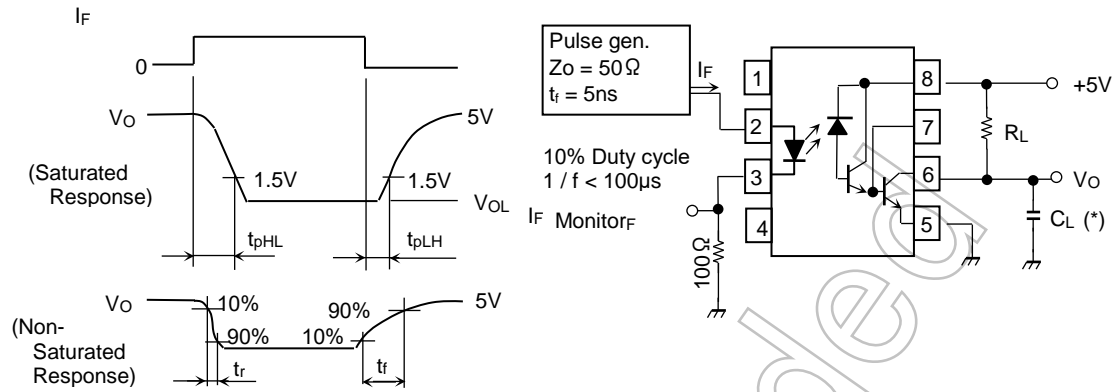 IF
0
VO
5V
(Saturated
Response)
1.5V
1.5V
VOL
tpHL
tpLH
VO
10%
90%
5V
(Non-
Saturated
Response)
90%
10%
tr
tf
Pulse gen.
Zo = 50Ω
tf = 5ns
IF
10% Duty cycle
1 / f < 100μs
IF MonitorF
100Ω
1
2
3
4
8
7
6
5
+5V
RL
VO
CL (*)